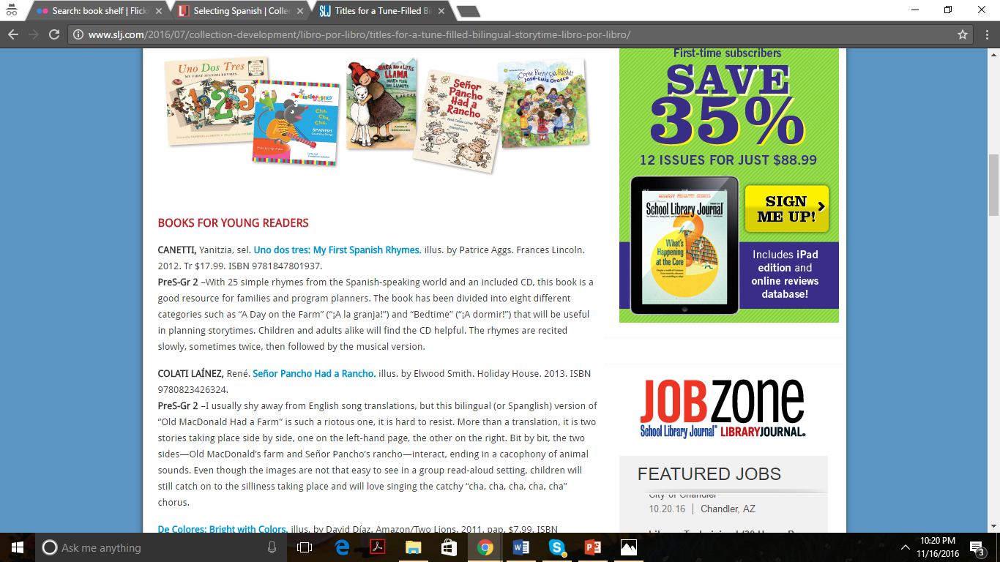 Search: book shelf | Flick
Selecting Spanish | Collec
Titles for a Tune-Filled Bi
www.slj.com/2016/07/collection-development/libro-por-libro/titles-for-a-tune-filled-bilingual-storytime-libro-por-libro/
Uno Dos Tres
MY FIRST SPANISH RHYMES
1 2 3
Whistlefritz
Cha, Cha, Cha
SPANISH
Learning Songs
MARIA HAD A LITTLE
LLAMA
Señor
Pancho
Had a
Rancho
¡Come Bien! Eat Right!
José-Luis Orozco
BOOKS FOR YOUNG READERS
CANETTI, Yanitzia, sel. Uno dos tres: My First Spanish Rhymes. illus. by Patrice Aggs. Frances Lincoln.
2012. Tr $17.99. ISBN 9781847801937.
PreS-Gr 2 –With 25 simple rhymes from the Spanish-speaking world and an included CD, this book is a
good resource for families and program planners. The book has been divided into eight different
categories such as “A Day on the Farm” (“¡A la granja!”) and “Bedtime” (“¡A dormir!”) that will be useful
in planning storytimes. Children and adults alike will find the CD helpful. The rhymes are recited
slowly, sometimes twice, then followed by the musical version.
COLATI LAÍNEZ, René. Señor Pancho Had a Rancho. illus. by Elwood Smith. Holiday House. 2013. ISBN
9780823426324.
PreS-Gr 2 –I usually shy away from English song translations, but this bilingual (or Spanglish) version of
“Old MacDonald Had a Farm” is such a riotous one, it is hard to resist. More than a translation, it is two
stories taking place side by side, one on the left-hand page, the other on the right. Bit by bit, the two
sides—Old MacDonald’s farm and Señor Pancho’s rancho—interact, ending in a cacophony of animal
sounds. Even though the images are not that easy to see in a group read-aloud setting, children will
still catch on to the silliness taking place and will love singing the catchy “cha, cha, cha, cha, cha”
chorus.
De Colores: Bright with Colors. illus. by David Díaz. Amazon/Two Lions. 2011. pap. $7.99. ISBN
First-time subscribers
SAVE
35%
12 ISSUES FOR JUST $88.99
School Library Journal
What's
Happening
at the Core
SIGN
ME UP!
Includes iPad
edition and
online reviews
database!
JOBZone
School Library Journal LIBRARYJOURNAL
FEATURED JOBS
City of Chandler
10.20.16 | Chandler, AZ
Ask me anything
10:20 PM
11/16/2016
3